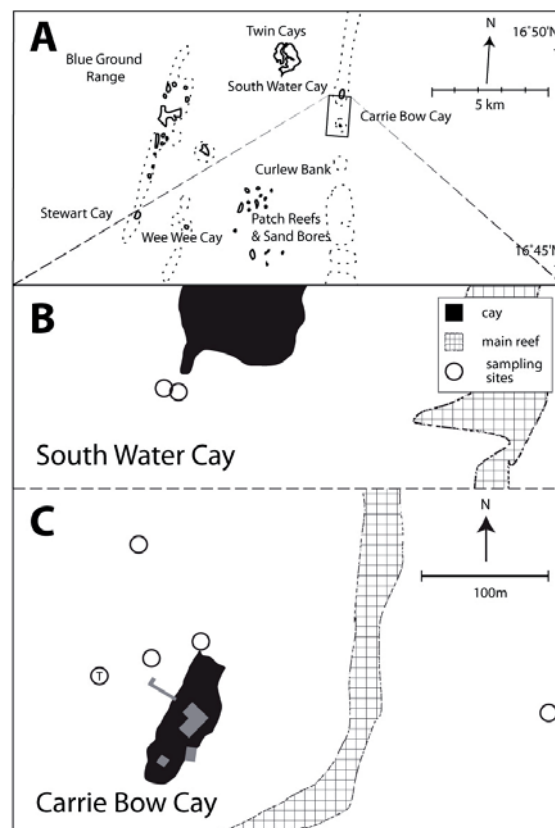 A
Blue Ground
Range
Twin Cays
South Water Cay
N
16°50'N
5 km
Carrie Bow Cay
Curlew Bank
Stewart Cay
Wee Wee Cay
Patch Reefs
& Sand Bores
16°45'N
B
cay
main reef
sampling
sites
South Water Cay
C
N
100m
T
Carrie Bow Cay